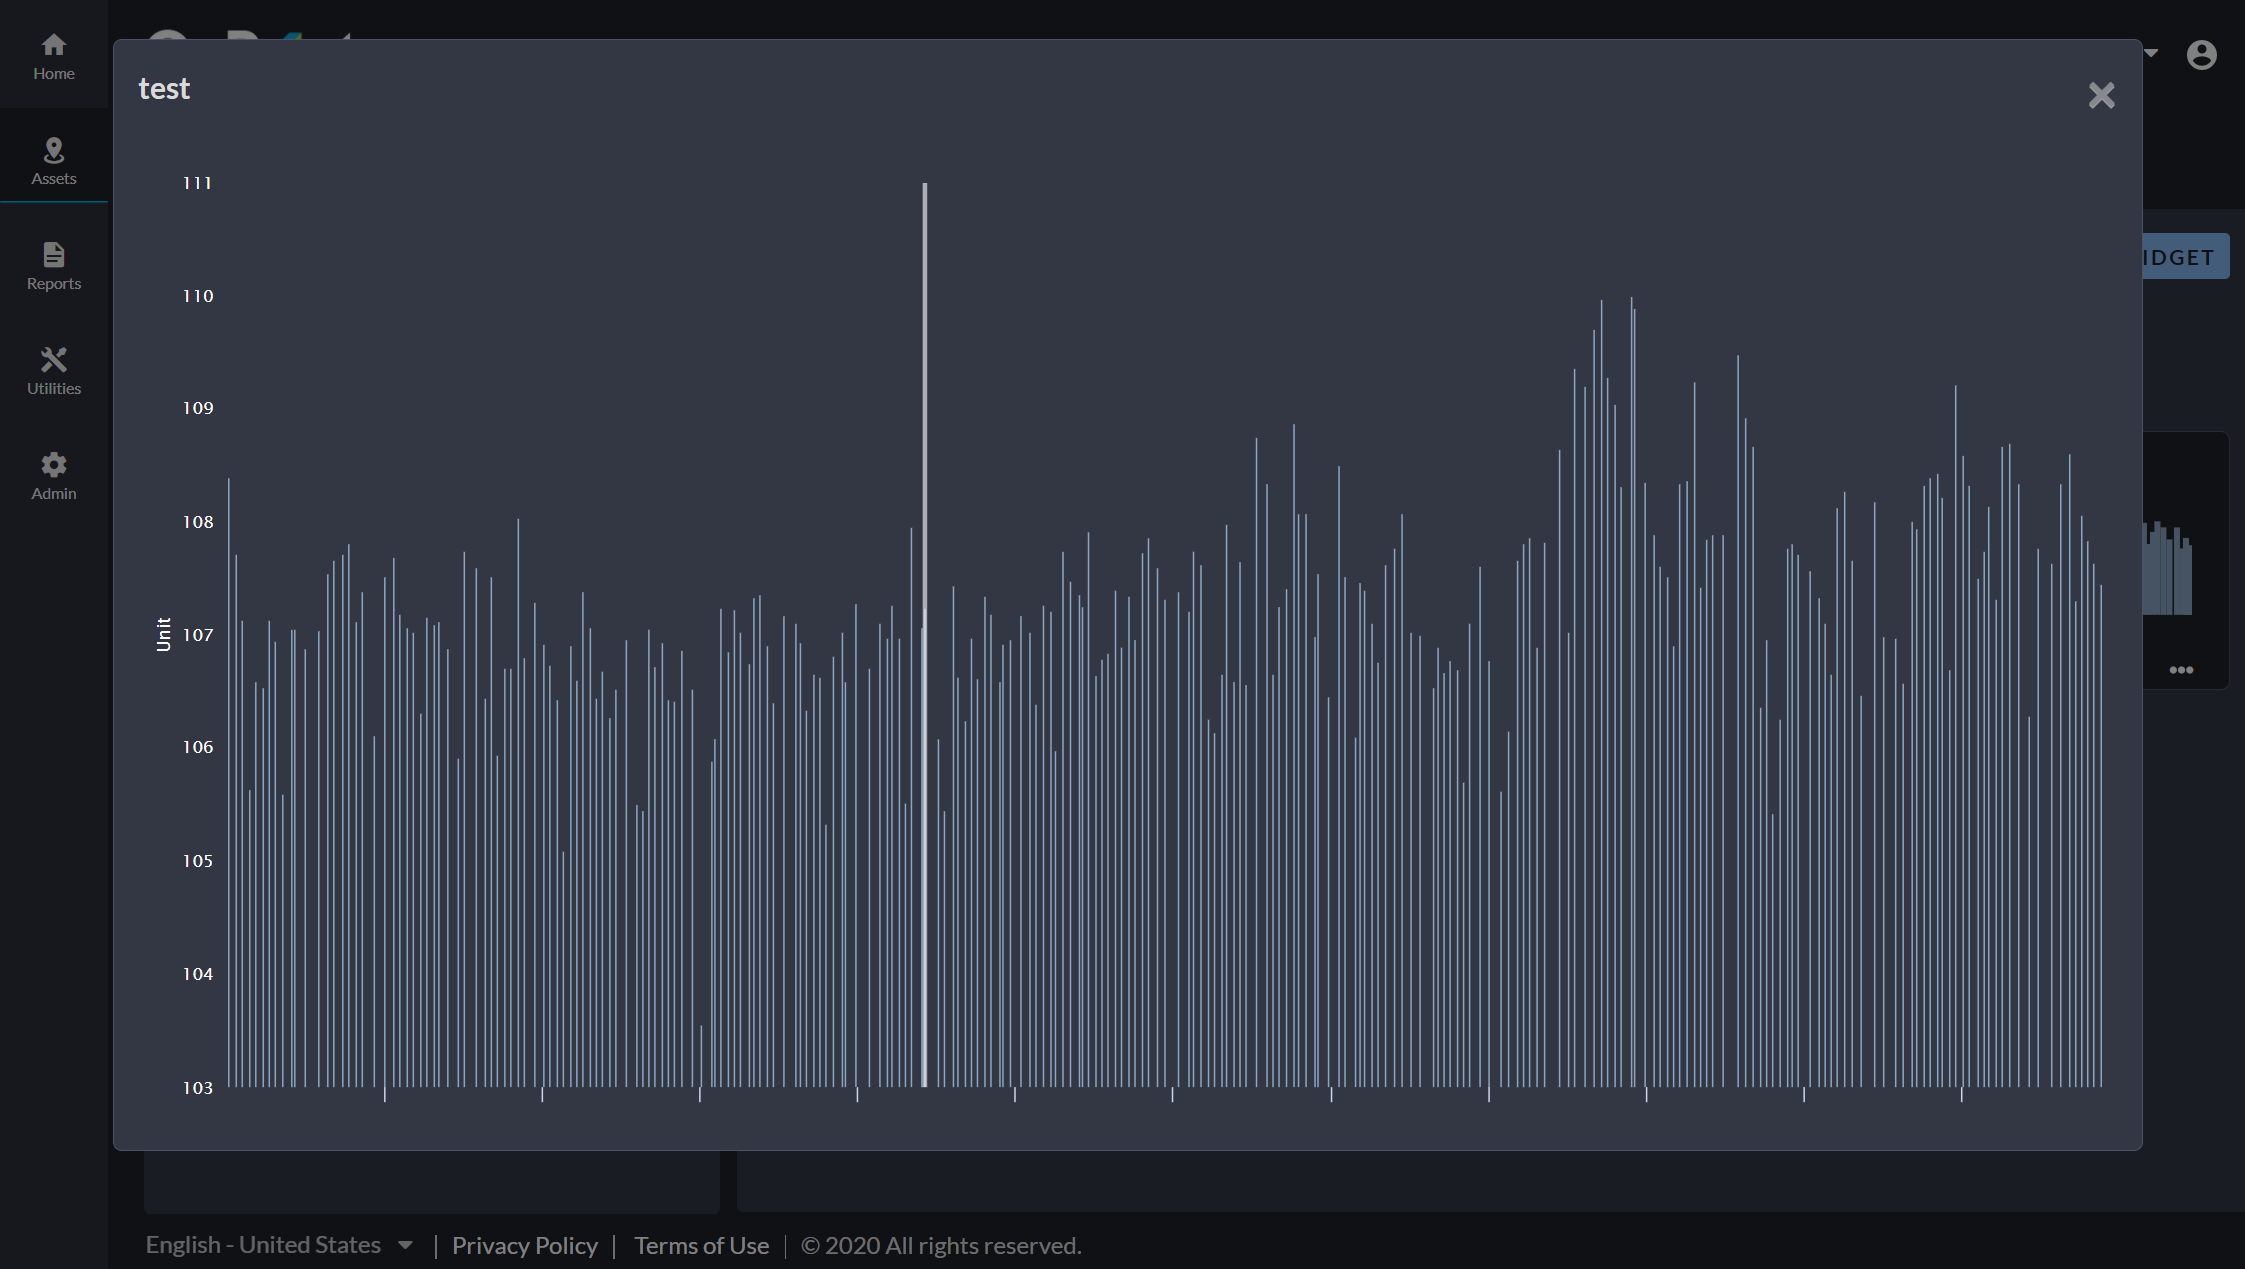 Home
Assets
Reports
Utilities
Admin
test
111
110
109
108
107
106
105
104
103
Unit
IDGET
English - United States | Privacy Policy | Terms of Use | © 2020 All rights reserved.